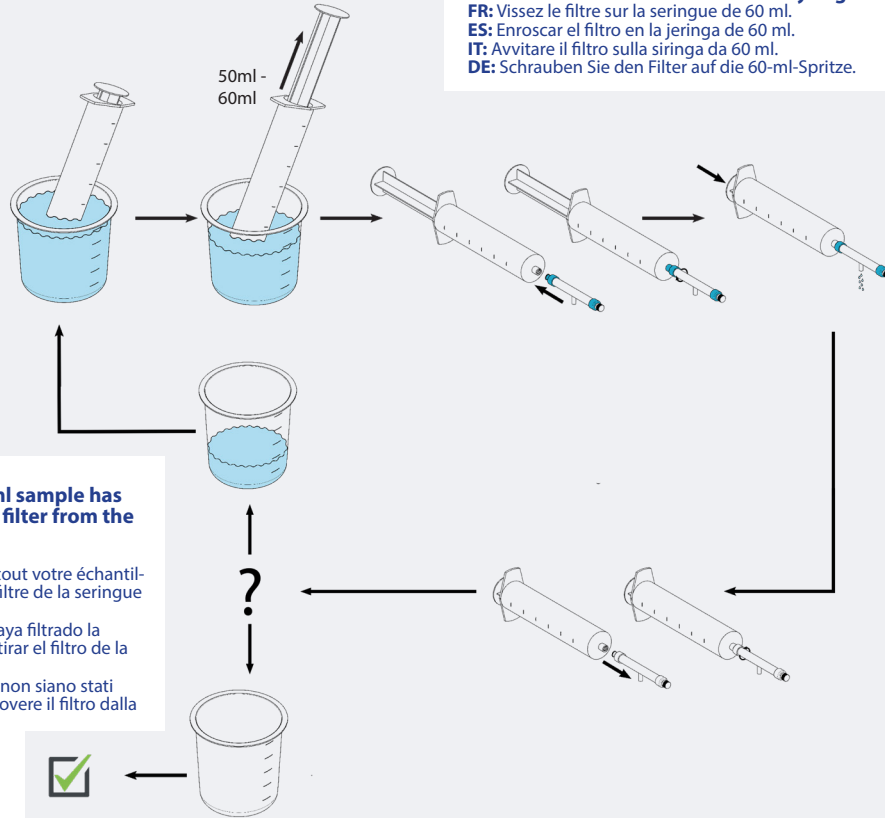 FR: Vissez le filtre sur la seringue de 60 ml.
ES: Enroscar el filtro en la jeringa de 60 ml.
IT: Avvitare il filtro sulla siringa da 60 ml.
DE: Schrauben Sie den Filter auf die 60-ml-Spritze.
50ml -
60ml
ml sample has
filter from the
tout votre échantil-
filtre de la seringue
aya filtrado la
tirar el filtro de la
non siano stati
overe il filtro dalla
?